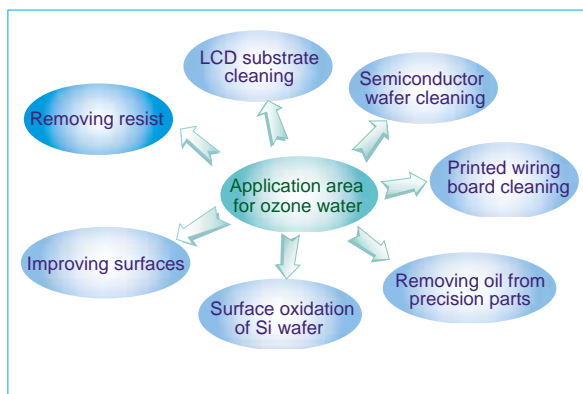 LCD substrate
cleaning
Semiconductor
wafer cleaning
Removing resist
Printed wiring
board cleaning
Application area
for ozone water
Improving surfaces
Removing oil from
precision parts
Surface oxidation
of Si wafer